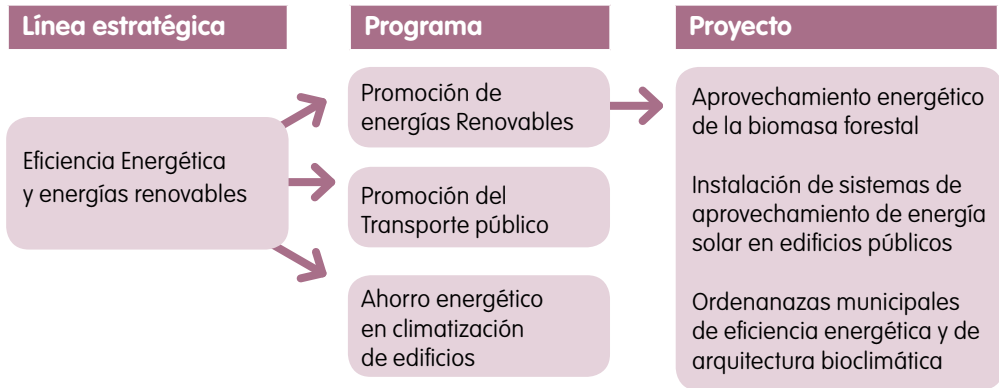 Línea estratégica
Programa
Proyecto
Eficiencia Energética
y energías renovables
Promoción de
energías Renovables
Promoción del
Transporte público
Ahorro energético
en climatización
de edificios
Aprovechamiento energético
de la biomasa forestal
Instalación de sistemas de
aprovechamiento de energía
solar en edificios públicos
Ordenanazas municipales
de eficiencia energética y de
arquitectura bioclimática